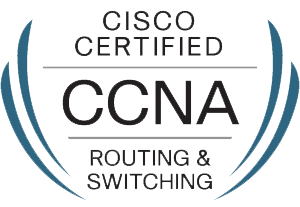 CISCO
CERTIFIED
CCNA
ROUTING &
SWITCHING